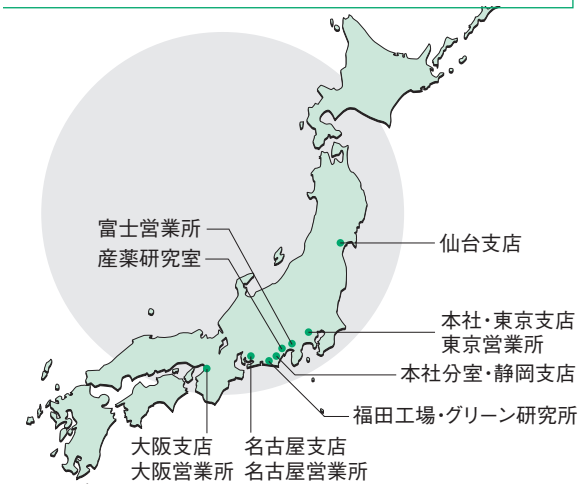 富士営業所
産薬研究室
仙台支店
本社・東京支店
東京営業所
本社分室・静岡支店
福田工場・グリーン研究所
大阪支店
大阪営業所
名古屋支店
名古屋営業所